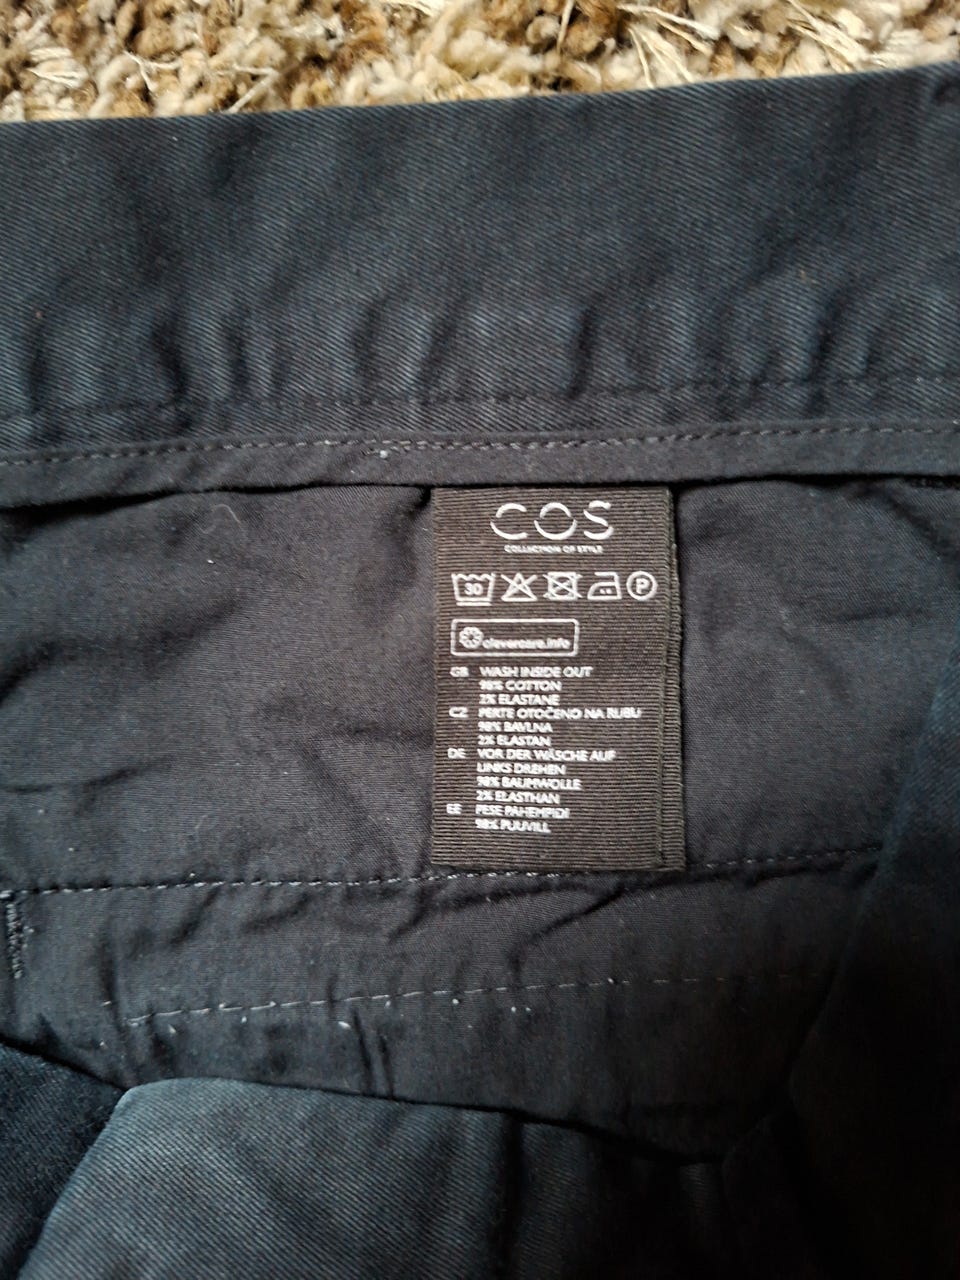 COS
COLLECTION OF STYLE
30 P
clevercare.info
GB WASH INSIDE OUT
98% COTTON
2% ELASTANE
CZ PERTE OTOČENO NA RUBU
98% BAVLNA
2% ELASTAN
DE VOR DER WÄSCHE AUF
LINKS DREHEN
98% BAUMWOLLE
2% ELASTHAN
EE PESE PAHEMPIDI
98% PUUVILL